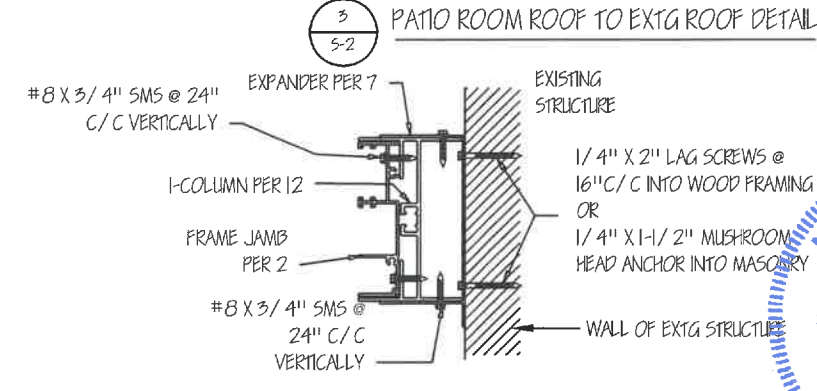 3
S-2
PATIO ROOM ROOF TO EXTG ROOF DETAIL
#8 X 3/4" SMS @ 24"
C/C VERTICALLY
EXPANDER PER 7
EXISTING
STRUCTURE
I-COLUMN PER 12
1/4" X 2" LAG SCREWS @
16" C/C INTO WOOD FRAMING
OR
1/4" X 1-1/2" MUSHROOM
HEAD ANCHOR INTO MASONRY
FRAME JAMB
PER 2
#8 X 3/4" SMS @
24" C/C
VERTICALLY
WALL OF EXTG STRUCTURE